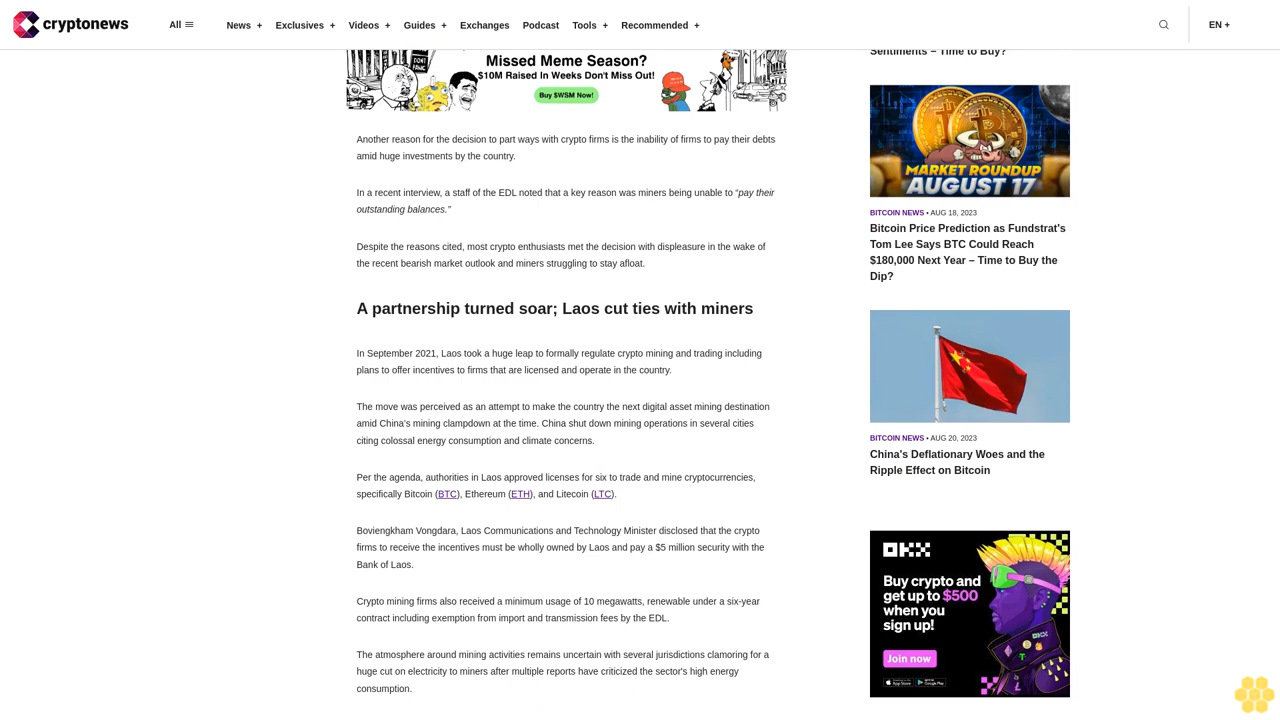 cryptonews
All
News +
Exclusives +
Videos +
Guides +
Exchanges
Podcast
Tools +
Recommended +
EN +
DON'T PANIC
Missed Meme Season?
$10M Raised In Weeks Don't Miss Out!
Buy $WSM Now!
Another reason for the decision to part ways with crypto firms is the inability of firms to pay their debts
amid huge investments by the country.
In a recent interview, a staff of the EDL noted that a key reason was miners being unable to “pay their
outstanding balances.”
Despite the reasons cited, most crypto enthusiasts met the decision with displeasure in the wake of
the recent bearish market outlook and miners struggling to stay afloat.
A partnership turned soar; Laos cut ties with miners
In September 2021, Laos took a huge leap to formally regulate crypto mining and trading including
plans to offer incentives to firms that are licensed and operate in the country.
The move was perceived as an attempt to make the country the next digital asset mining destination
amid China’s mining clampdown at the time. China shut down mining operations in several cities
citing colossal energy consumption and climate concerns.
Per the agenda, authorities in Laos approved licenses for six to trade and mine cryptocurrencies,
specifically Bitcoin (BTC), Ethereum (ETH), and Litecoin (LTC).
Boviengkham Vongdara, Laos Communications and Technology Minister disclosed that the crypto
firms to receive the incentives must be wholly owned by Laos and pay a $5 million security with the
Bank of Laos.
Crypto mining firms also received a minimum usage of 10 megawatts, renewable under a six-year
contract including exemption from import and transmission fees by the EDL.
The atmosphere around mining activities remains uncertain with several jurisdictions clamoring for a
huge cut on electricity to miners after multiple reports have criticized the sector's high energy
consumption.
Sentiments – Time to Buy?
MARKET ROUNDUP
AUGUST 17
BITCOIN NEWS • AUG 18, 2023
Bitcoin Price Prediction as Fundstrat's
Tom Lee Says BTC Could Reach
$180,000 Next Year – Time to Buy the
Dip?
BITCOIN NEWS • AUG 20, 2023
China's Deflationary Woes and the
Ripple Effect on Bitcoin
OKX
Buy crypto and
get up to $500
when you
sign up!
Join now
App Store
Google Play